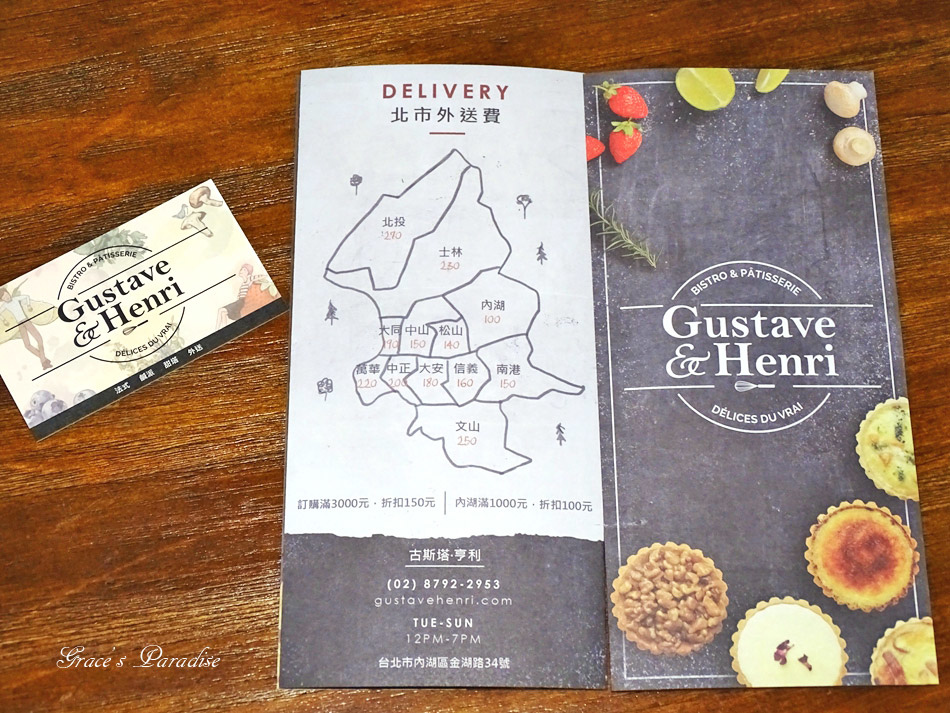 BISTRO & PÂTISSERIE
Gustave
& Henri
DÉLICES DU VRAI
法式 鹹派 甜塔 外送
DELIVERY
北市外送費
北投
290
士林
230
內湖
100
大同 中山 松山
190 150 140
萬華 中正 大安 信義 南港
220 200 180 160 150
文山
250
訂購滿3000元・折扣150元
內湖滿1000元・折扣100元
古斯塔·亨利
(02) 8792-2953
gustavehenri.com
TUE-SUN
12PM-7PM
台北市內湖區金湖路34號
BISTRO & PÂTISSERIE
Gustave
& Henri
DÉLICES DU VRAI
Grace's Paradise